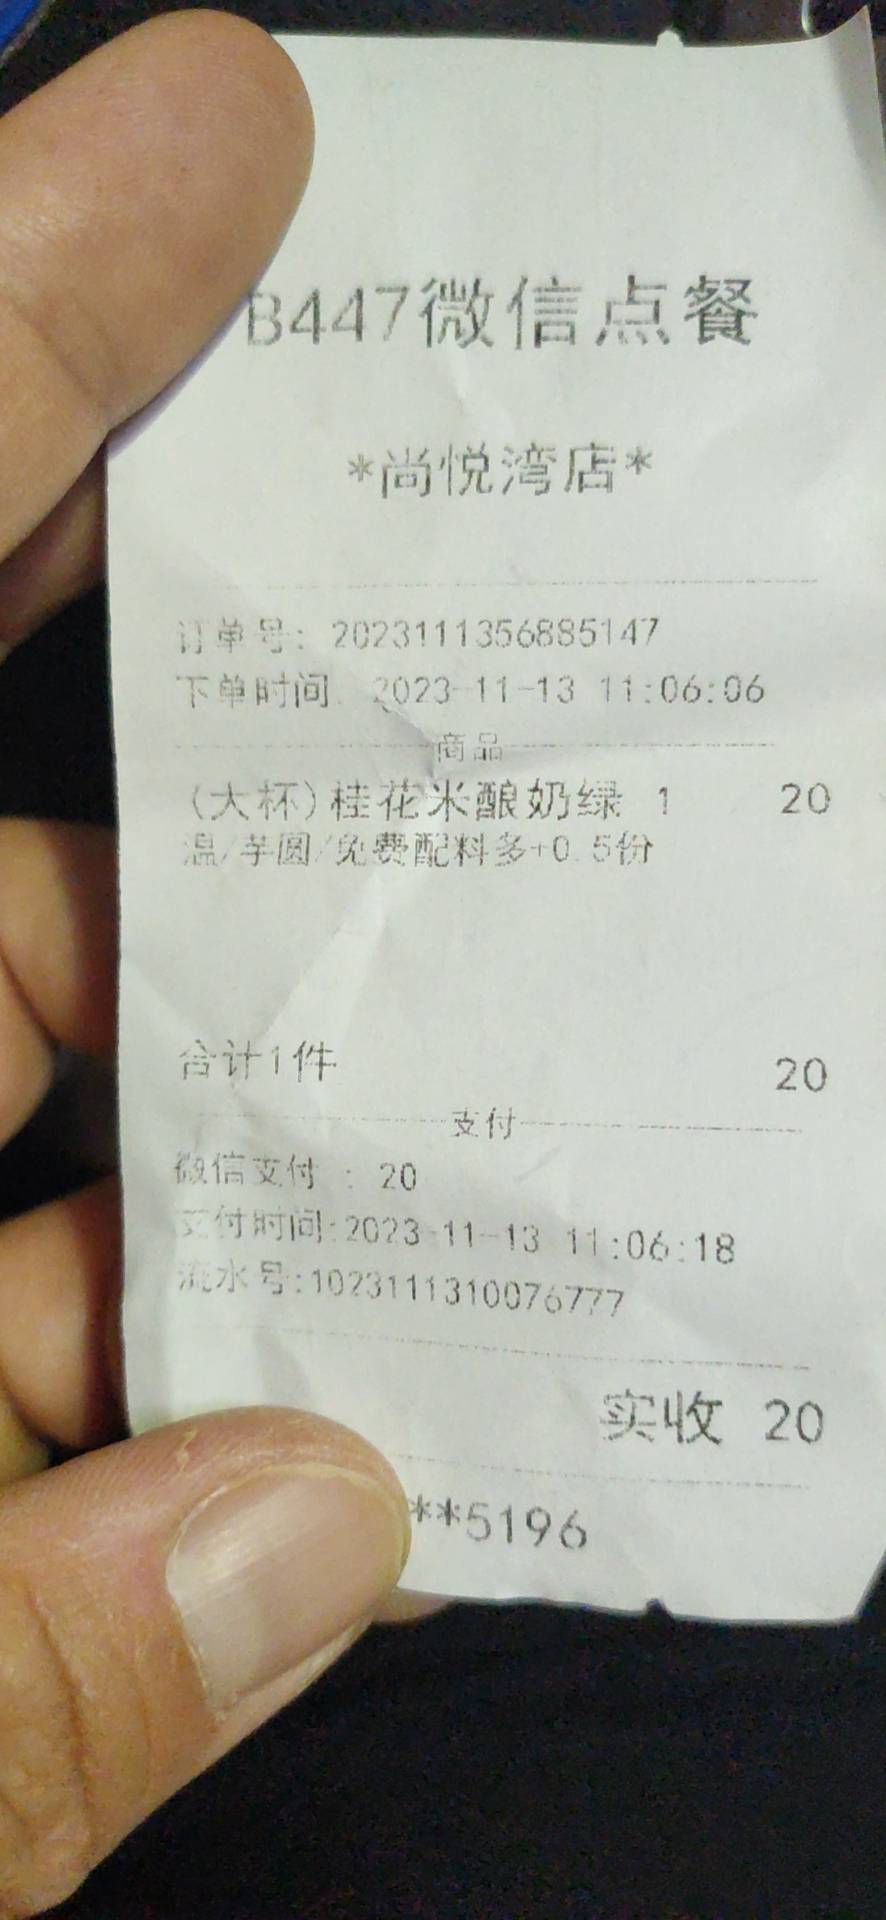 B447微信点餐
*尚悦湾店*
订单号: 2023111356885147
下单时间: 2023-11-13 11:06:06
商品
(大杯)桂花米酿奶绿 1 20
温/芋圆/免费配料多+0.5份
合计1件 20
支付
微信支付 : 20
支付时间:2023-11-13 11:06:18
流水号:1023111310076777
实收 20
**5196